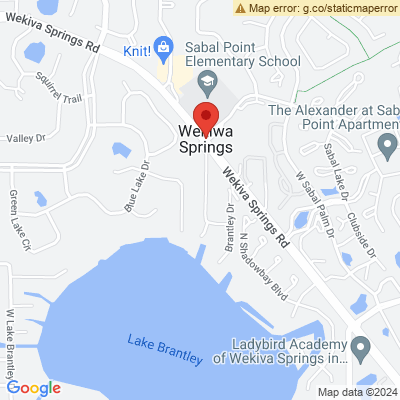 Map error: g.co/staticmaperror
Wekiva Springs Rd
Knit!
Sabal Point
Elementary School
Squirrel Trail
The Alexander at Sabal
Point Apartments
Wekiwa
Springs
Valley Dr
Blue Lake Dr
Sabal Lake Dr
W Sabal Palm Dr
Green Lake Cir
Wekiva Springs Rd
Brantley Dr
Clubside Dr
N Shadowbay Blvd
W Lake Brantley
Lake Brantley
Ladybird Academy
of Wekiva Springs in...
Google
Map data ©2024